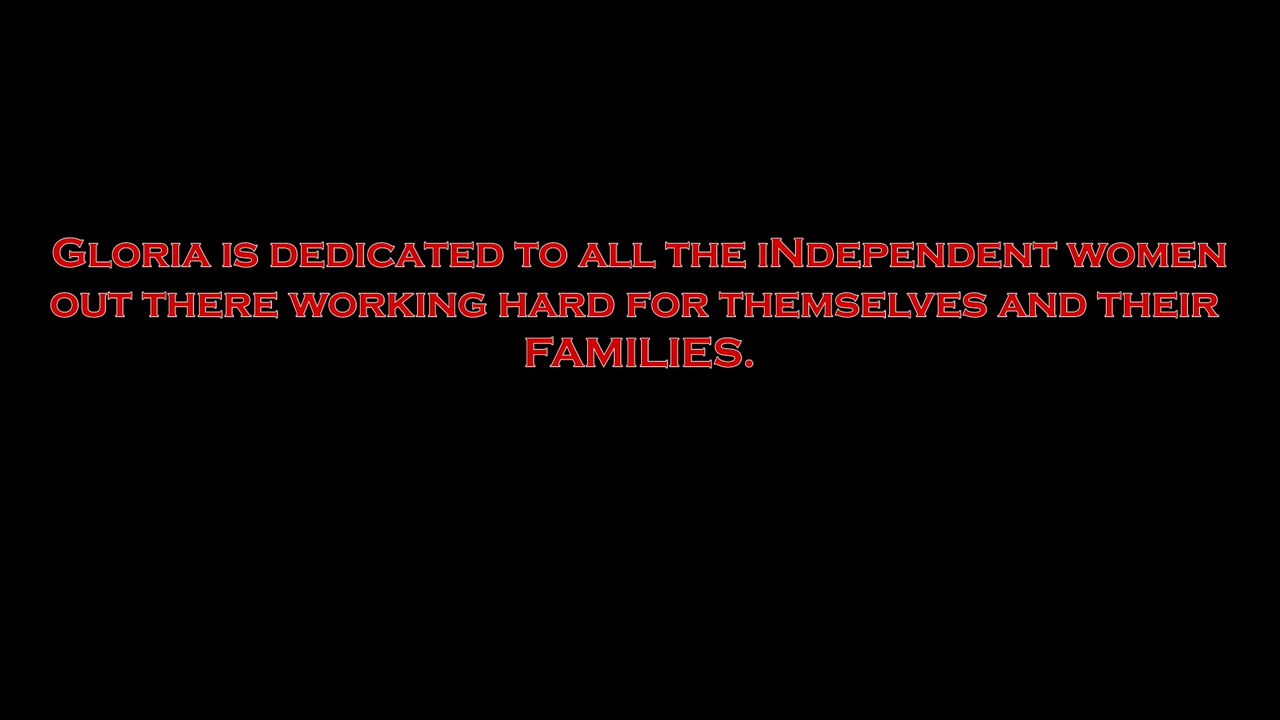 Gloria is dedicated to all the iNdependent women
out there working hard for themselves and their
FAMILIES.